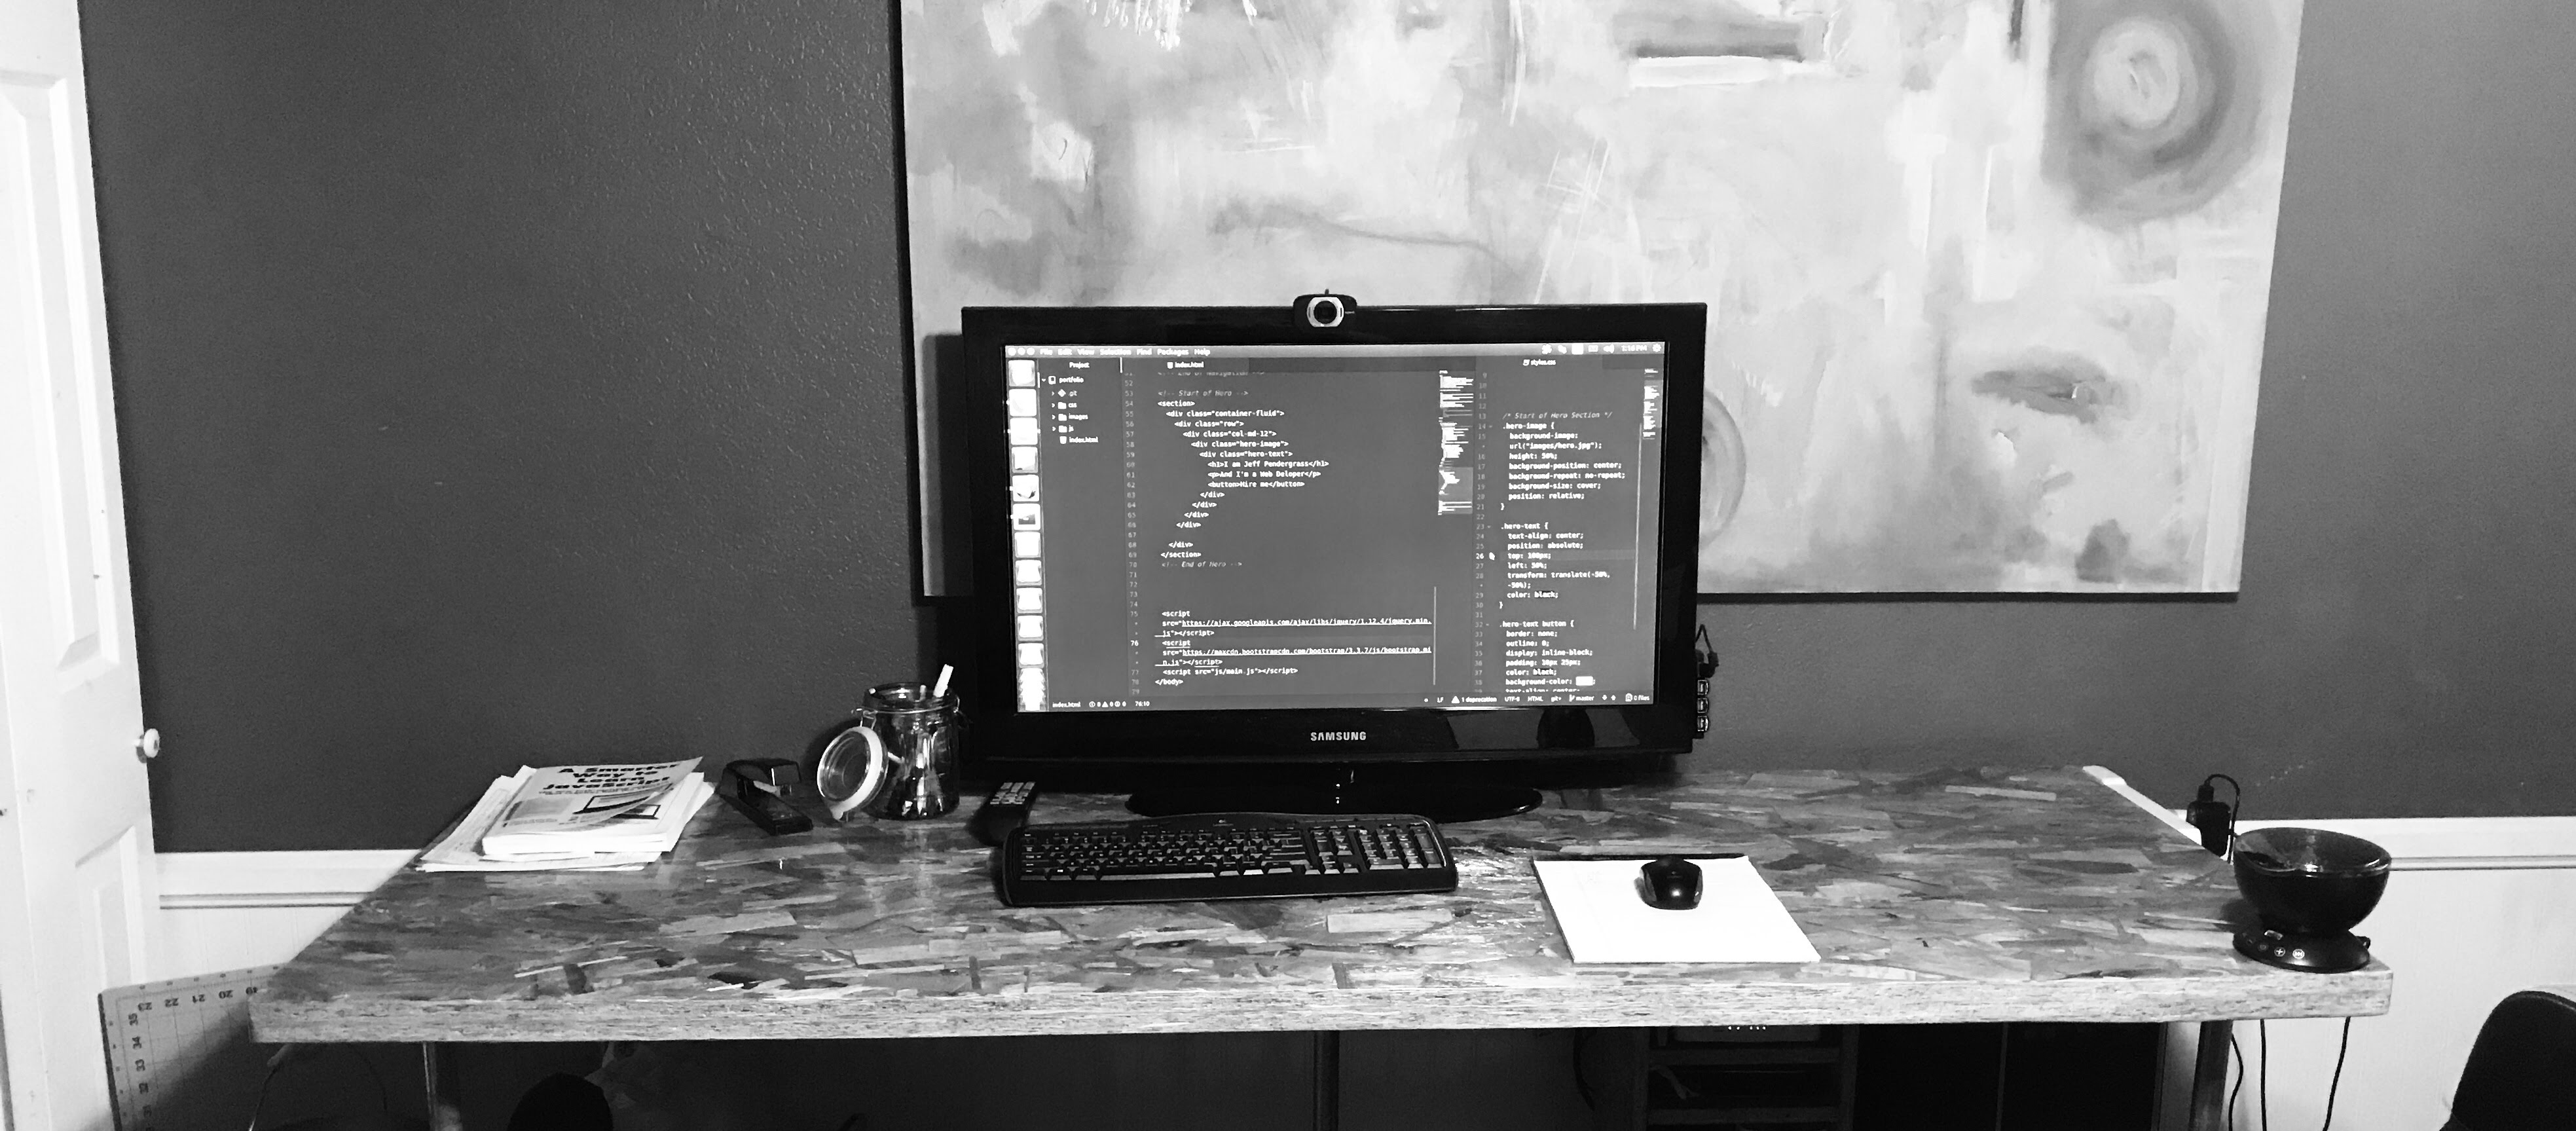 File Edit View Selection Find Packages Help
Project
portfolio
.git
css
images
js
index.html
index.html
52
53 <!-- Start of Hero -->
54 <section>
55 <div class="container-fluid">
56 <div class="row">
57 <div class="col-md-12">
58 <div class="hero-image">
59 <div class="hero-text">
60 <h1>I am Jeff Pendergrass</h1>
61 <p>And I'm a Web Deloper</p>
62 <button>Hire me</button>
63 </div>
64 </div>
65 </div>
66 </div>
67
68 </div>
69 </section>
70 <!-- End of Hero -->
71
72
73
74
75 <script
src="https://ajax.googleapis.com/ajax/libs/jquery/1.12.4/jquery.min.
js"></script>
76 <script
src="https://maxcdn.bootstrapcdn.com/bootstrap/3.3.7/js/bootstrap.mi
n.js"></script>
77 <script src="js/main.js"></script>
78 </body>
79
styles.css
9
10
11
12
13 /* Start of Hero Section */
14 .hero-image {
15 background-image:
url("images/hero.jpg");
16 height: 50%;
17 background-position: center;
18 background-repeat: no-repeat;
19 background-size: cover;
20 position: relative;
21 }
22
23 .hero-text {
24 text-align: center;
25 position: absolute;
26 top: 100px;
27 left: 50%;
28 transform: translate(-50%,
-50%);
29 color: black;
30 }
31
32 .hero-text button {
33 border: none;
34 outline: 0;
35 display: inline-block;
36 padding: 10px 25px;
37 color: black;
38 background-color:
text-align: center;
index.html 0 0 0 76:10
LF 1 deprecation UTF-8 HTML git+ master 0 files
SAMSUNG
A Smarter
Way to
Learn
JavaScript
23 22 21 20 19
35
34
33
32
31